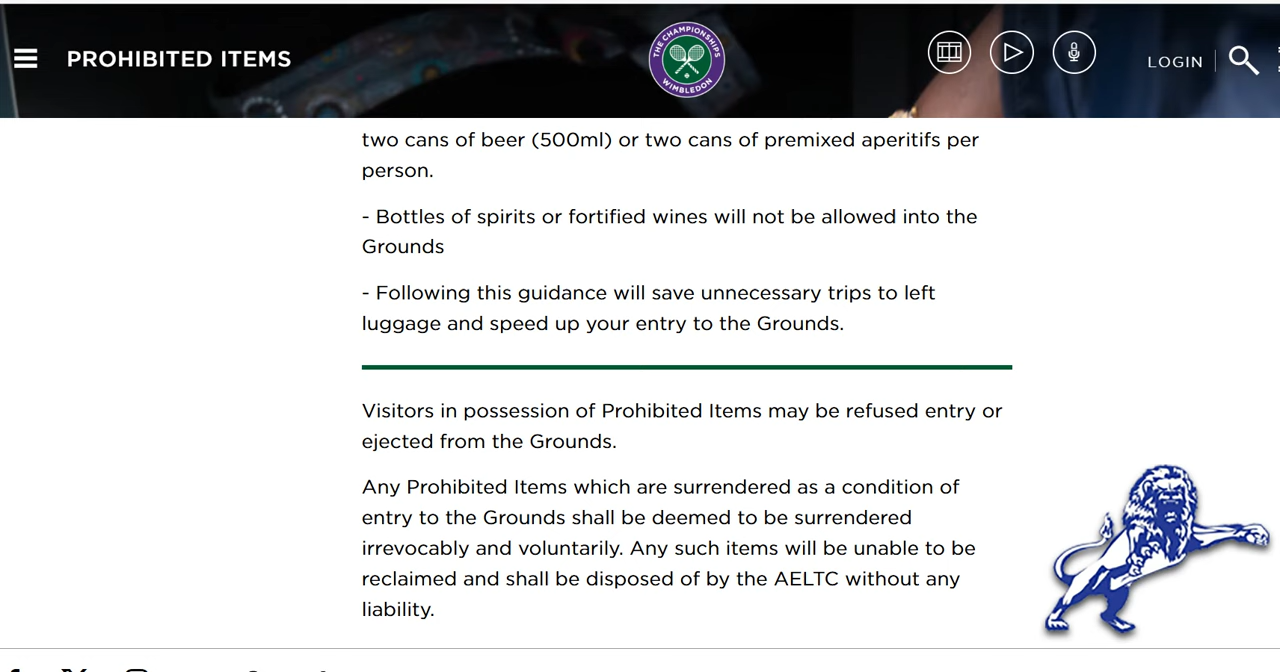 PROHIBITED ITEMS
THE CHAMPIONSHIPS
WIMBLEDON
LOGIN
two cans of beer (500ml) or two cans of premixed aperitifs per
person.
- Bottles of spirits or fortified wines will not be allowed into the
Grounds
- Following this guidance will save unnecessary trips to left
luggage and speed up your entry to the Grounds.
Visitors in possession of Prohibited Items may be refused entry or
ejected from the Grounds.
Any Prohibited Items which are surrendered as a condition of
entry to the Grounds shall be deemed to be surrendered
irrevocably and voluntarily. Any such items will be unable to be
reclaimed and shall be disposed of by the AELTC without any
liability.